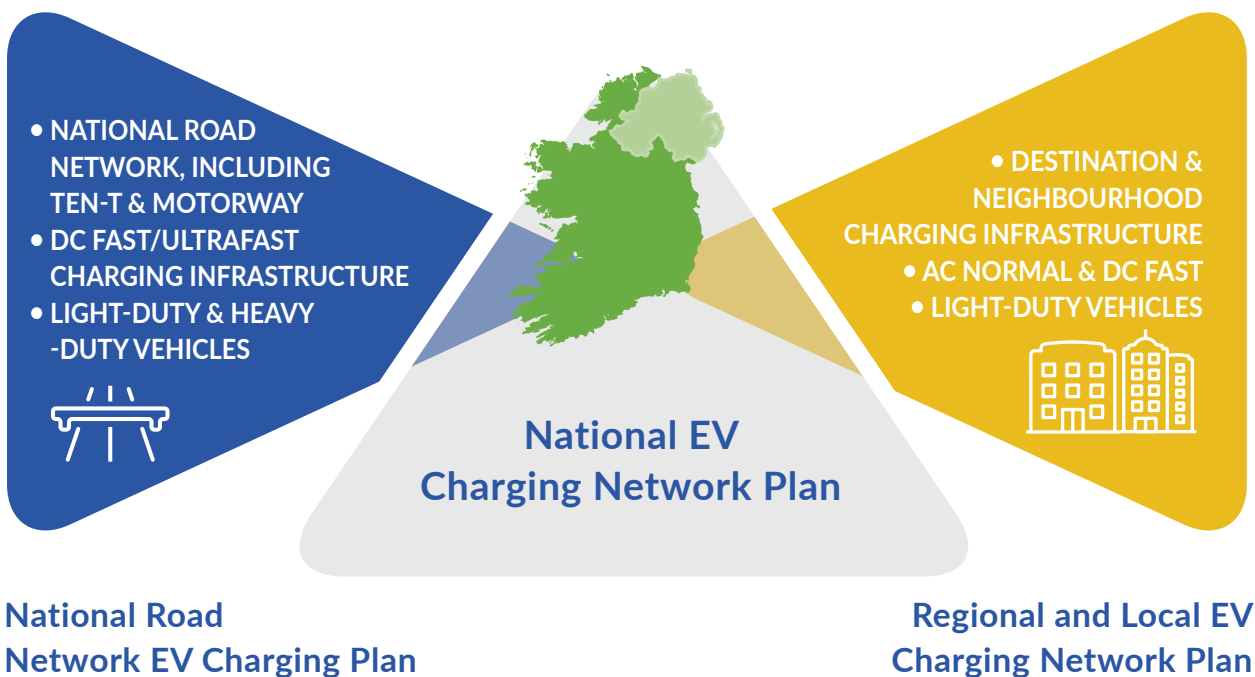 • NATIONAL ROAD
NETWORK, INCLUDING
TEN-T & MOTORWAY
• DC FAST/ULTRAFAST
CHARGING INFRASTRUCTURE
• LIGHT-DUTY & HEAVY
-DUTY VEHICLES
• DESTINATION &
NEIGHBOURHOOD
CHARGING INFRASTRUCTURE
• AC NORMAL & DC FAST
• LIGHT-DUTY VEHICLES
National EV
Charging Network Plan
National Road
Network EV Charging Plan
Regional and Local EV
Charging Network Plan